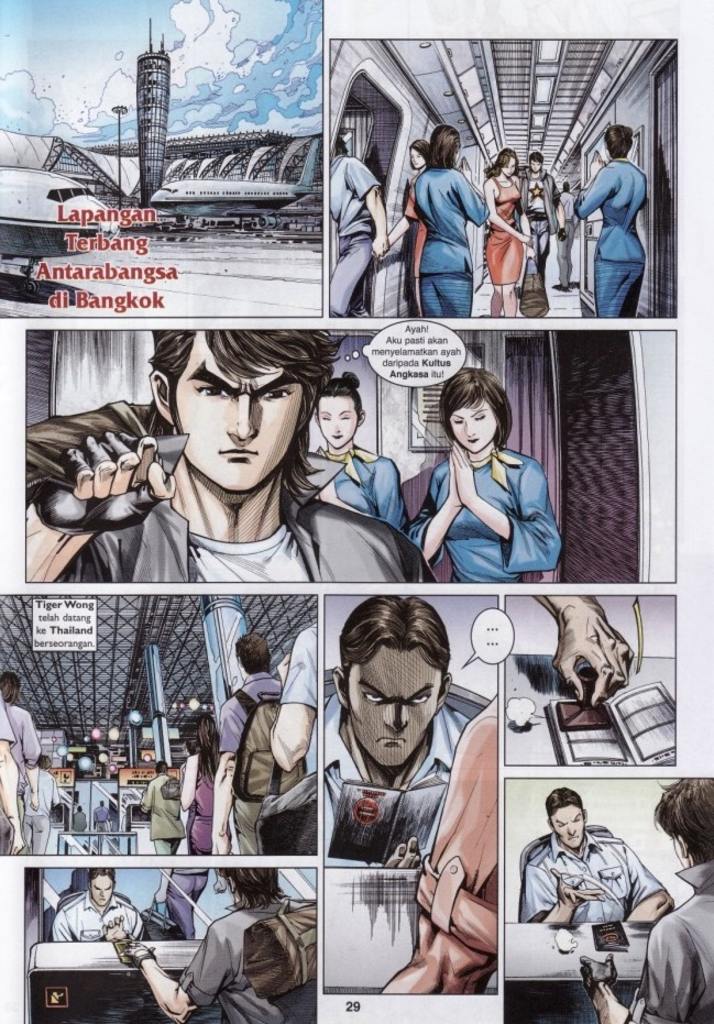 Lapangan
Terbang
Antarabangsa
di Bangkok
Ayah!
Aku pasti akan
menyelamatkan ayah
daripada Kultus
Angkasa itu!
Tiger Wong
telah datang
ke Thailand
berseorangan.
...
...
29